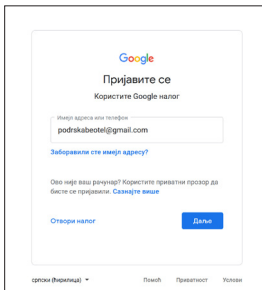 Google
Пријавите се
Користите Google налог
Имејл адреса или телефон
podrskabeotel@gmail.com
Заборавили сте имејл адресу?
Ово није ваш рачунар? Користите приватни прозор да
бисте се пријавили. Сазнајте више
Отвори налог
Даље
српски (ћирилица)
Помоћ Приватност Услови